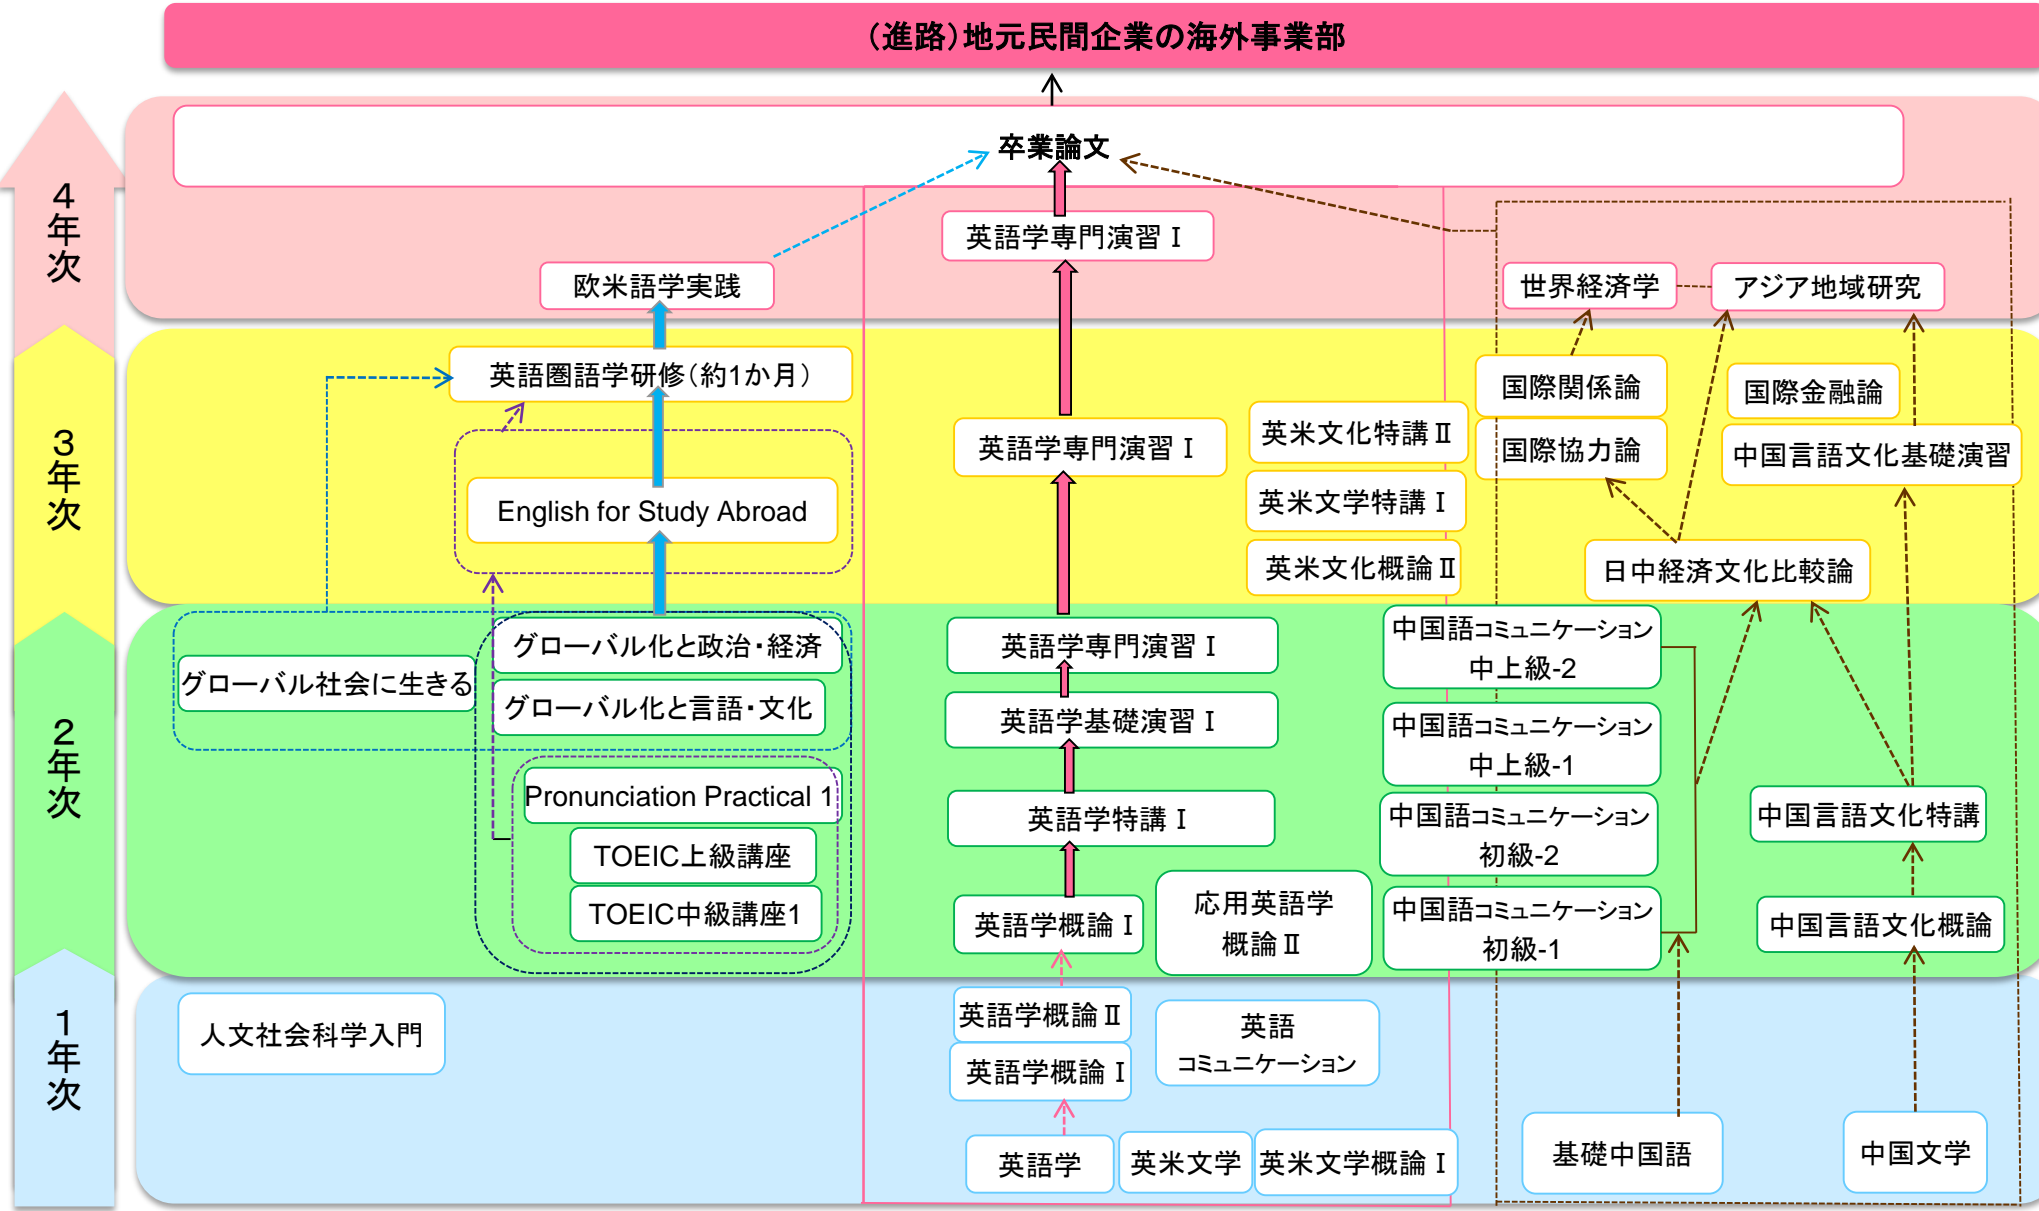 （進路）地元民間企業の海外事業部
4年次
卒業論文
英語学専門演習Ⅰ
欧米語学実践
世界経済学
アジア地域研究
3年次
英語圏語学研修（約1か月）
国際関係論
国際金融論
英語学専門演習Ⅰ
英米文化特講Ⅱ
国際協力論
中国言語文化基礎演習
English for Study Abroad
英米文学特講Ⅰ
英米文化概論Ⅱ
日中経済文化比較論
2年次
グローバル化と政治・経済
グローバル社会に生きる
グローバル化と言語・文化
英語学専門演習Ⅰ
中国語コミュニケーション
中上級-2
英語学基礎演習Ⅰ
中国語コミュニケーション
中上級-1
Pronunciation Practical 1
英語学特講Ⅰ
中国語コミュニケーション
初級-2
中国言語文化特講
TOEIC上級講座
TOEIC中級講座1
英語学概論Ⅰ
応用英語学
概論Ⅱ
中国語コミュニケーション
初級-1
中国言語文化概論
1年次
人文社会科学入門
英語学概論Ⅱ
英語
コミュニケーション
英語学概論Ⅰ
英語学
英米文学
英米文学概論Ⅰ
基礎中国語
中国文学